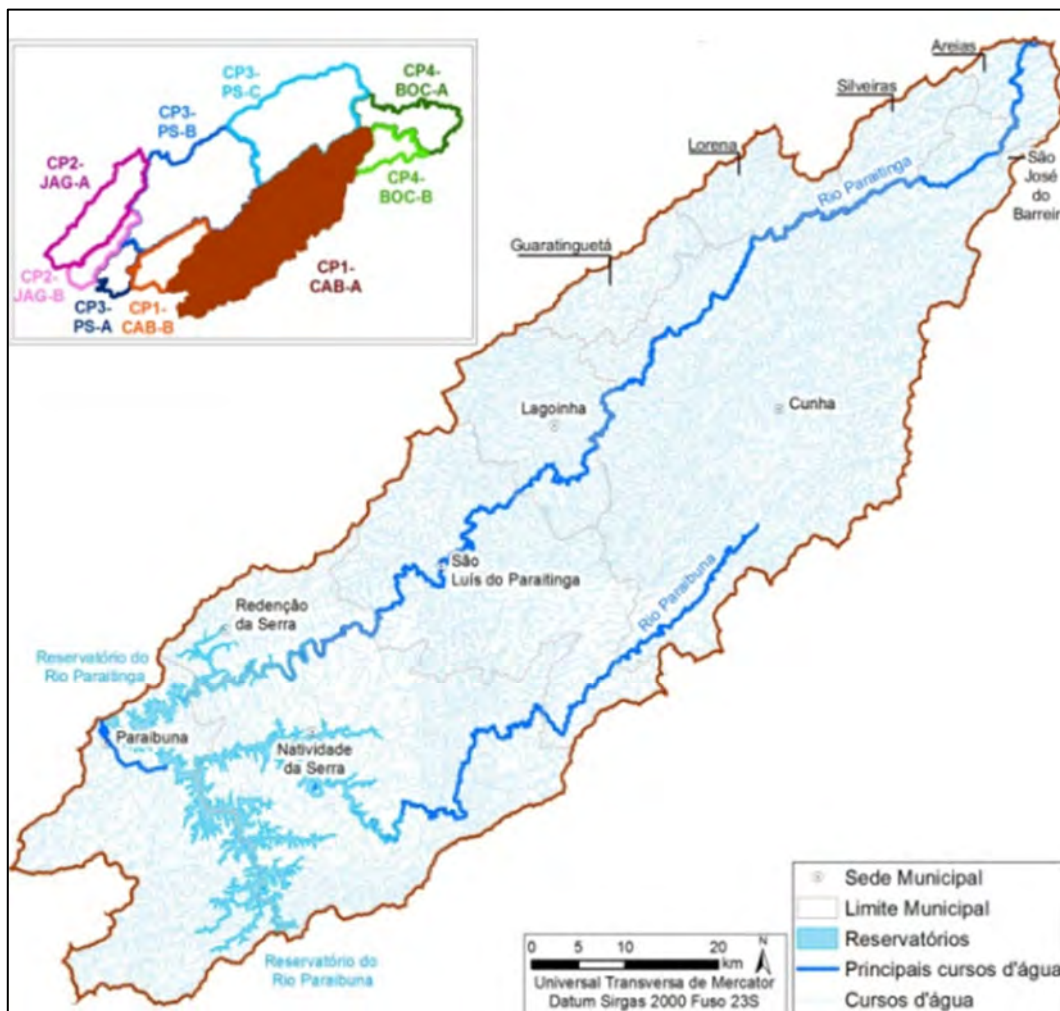 CP3-
PS-C
CP4-
BOC-A
CP3-
PS-B
CP2-
JAG-A
CP4-
BOC-B
CP2-
JAG-B
CP3-
PS-A
CP1-
CAB-B
CP1-
CAB-A
Areias
Silveiras
Lorena
São
José
do
Barreir
Rio Paraitinga
Guaratinguetá
Lagoinha
Cunha
São
Luís do Paraitinga
Rio Paraibuna
Redenção
da Serra
Reservatório do
Rio Paraitinga
Paraibuna
Natividade
da Serra
Reservatório do
Rio Paraibuna
0 5 10 20
km
N
Universal Transversa de Mercator
Datum Sirgas 2000 Fuso 23S
Sede Municipal
Limite Municipal
Reservatórios
Principais cursos d'água
Cursos d'água